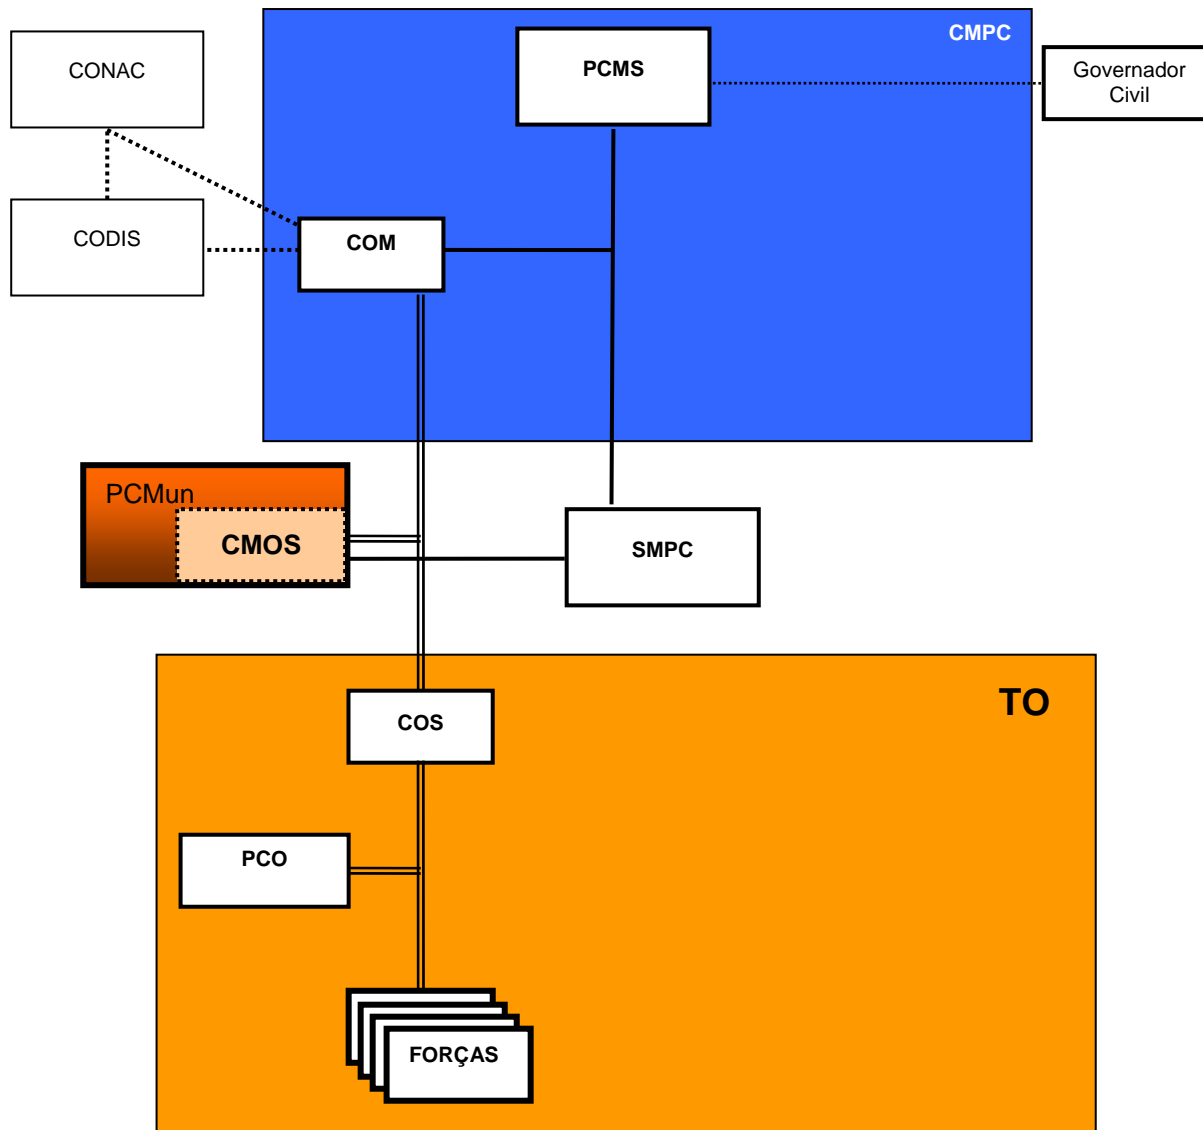 CMPC
CONAC
PCMS
Governador
Civil
CODIS
COM
PCMun
CMOS
SMPC
TO
COS
PCO
FORÇAS